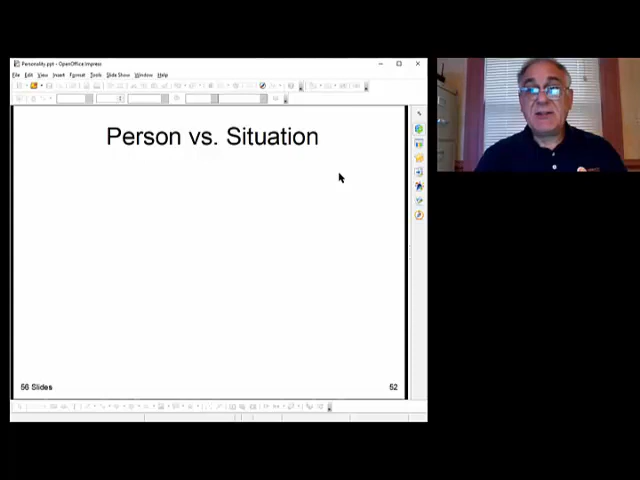 Personality.ppt - OpenOffice Impress
File Edit View Insert Format Tools Slide Show Window Help
Person vs. Situation
56 Slides
52